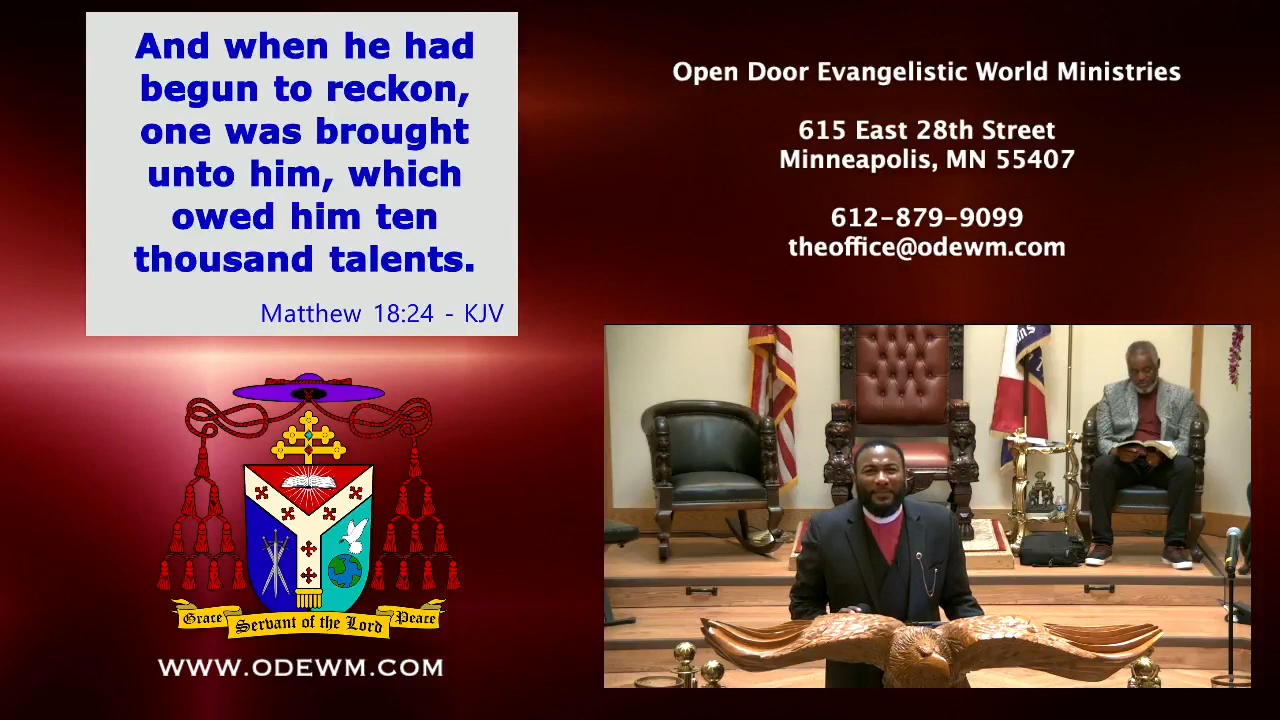 And when he had
begun to reckon,
one was brought
unto him, which
owed him ten
thousand talents.
Matthew 18:24 - KJV
Open Door Evangelistic World Ministries
615 East 28th Street
Minneapolis, MN 55407
612-879-9099
theoffice@odewm.com
Grace
Servant of the Lord
Peace
WWW.ODEWM.COM